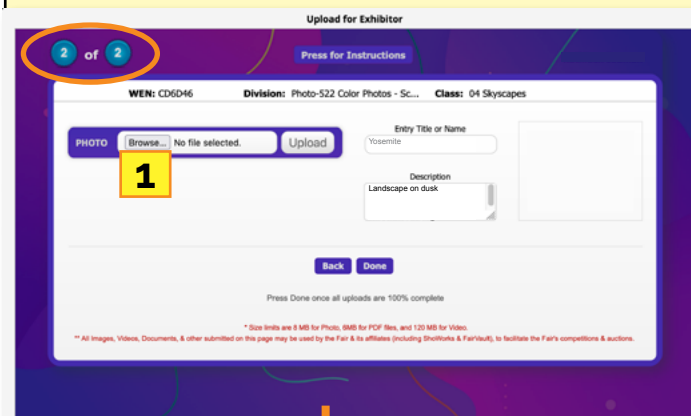 Upload for Exhibitor
2 of 2
Press for Instructions
WEN: CD6D46 Division: Photo-522 Color Photos - Sc... Class: 04 Skyscapes
PHOTO Browse... No file selected. Upload
Entry Title or Name
Yosemite
1
Description
Landscape on dusk
Back Done
Press Done once all uploads are 100% complete
* Size limits are 8 MB for Photo, 6MB for PDF files, and 120 MB for Video.
** All Images, Videos, Documents, & other submitted on this page may be used by the Fair & its affiliates (including ShoWorks & FairVault), to facilitate the Fair's competitions & auctions.